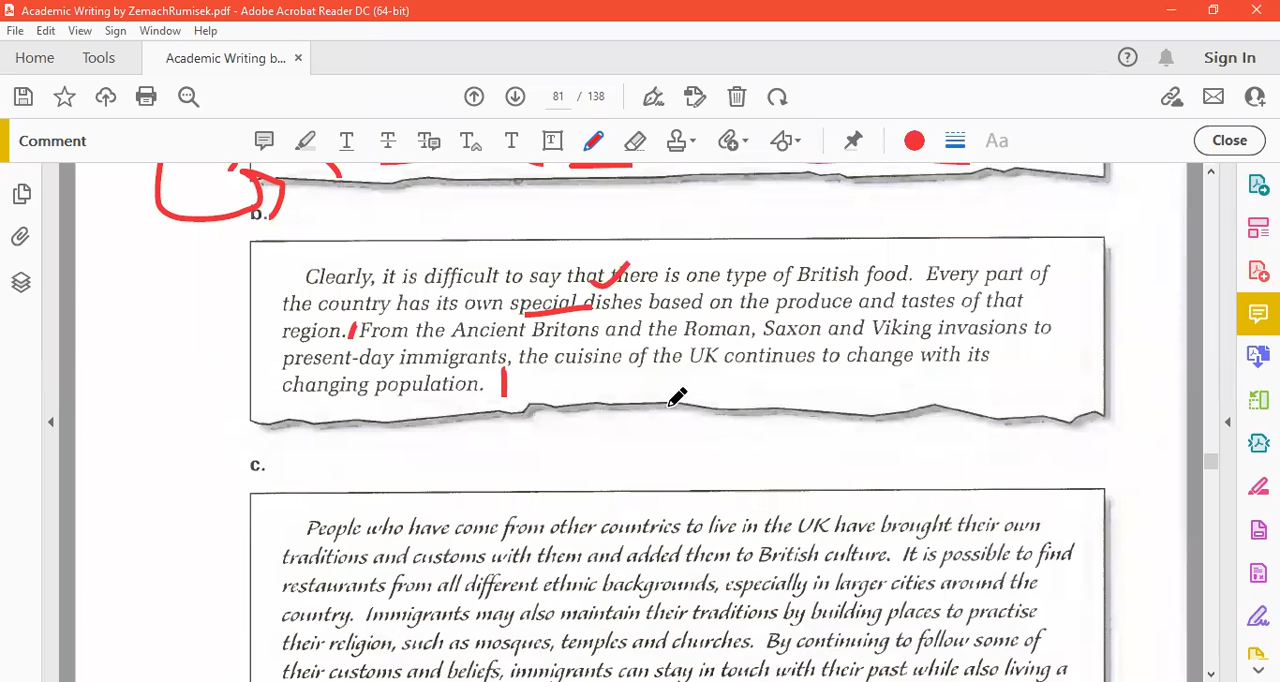 Academic Writing by ZemachRumisek.pdf - Adobe Acrobat Reader DC (64-bit)
File Edit View Sign Window Help
Home Tools Academic Writing b... × Sign In
81 / 138
Comment Aa Close
b.
Clearly, it is difficult to say that there is one type of British food. Every part of
the country has its own special dishes based on the produce and tastes of that
region. From the Ancient Britons and the Roman, Saxon and Viking invasions to
present-day immigrants, the cuisine of the UK continues to change with its
changing population.
c.
People who have come from other countries to live in the UK have brought their own
traditions and customs with them and added them to British culture. It is possible to find
restaurants from all different ethnic backgrounds, especially in larger cities around the
country. Immigrants may also maintain their traditions by building places to practise
their religion, such as mosques, temples and churches. By continuing to follow some of
their customs and beliefs, immigrants can stay in touch with their past while also living a